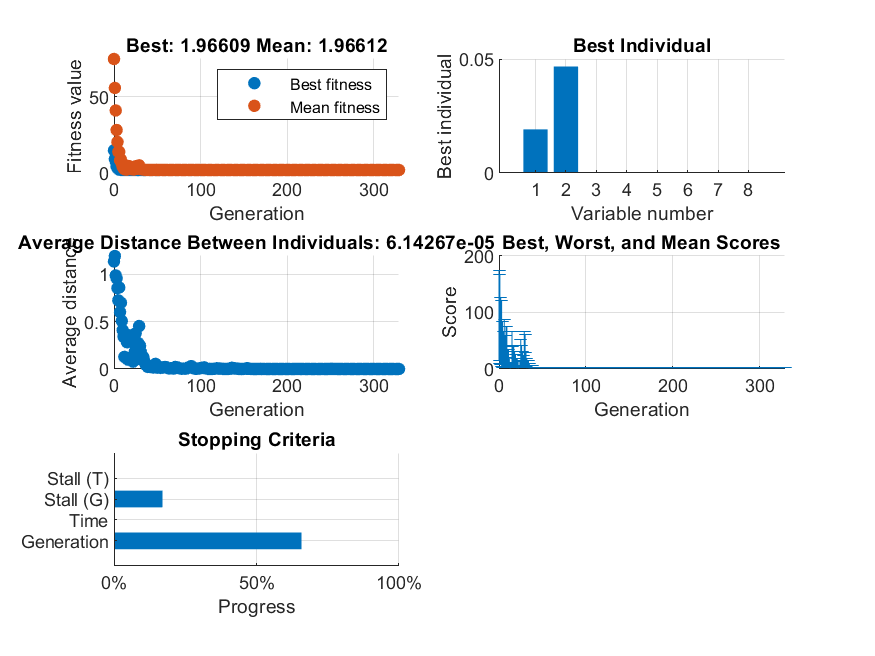 Best: 1.96609 Mean: 1.96612
Fitness value
50
0
Best fitness
Mean fitness
0 100 200 300
Generation
Best Individual
Best individual
0.05
0
1 2 3 4 5 6 7 8
Variable number
Average Distance Between Individuals: 6.14267e-05
Average distance
1
0.5
0
0 100 200 300
Generation
Best, Worst, and Mean Scores
Score
200
100
0
0 100 200 300
Generation
Stopping Criteria
Stall (T)
Stall (G)
Time
Generation
0% 50% 100%
Progress